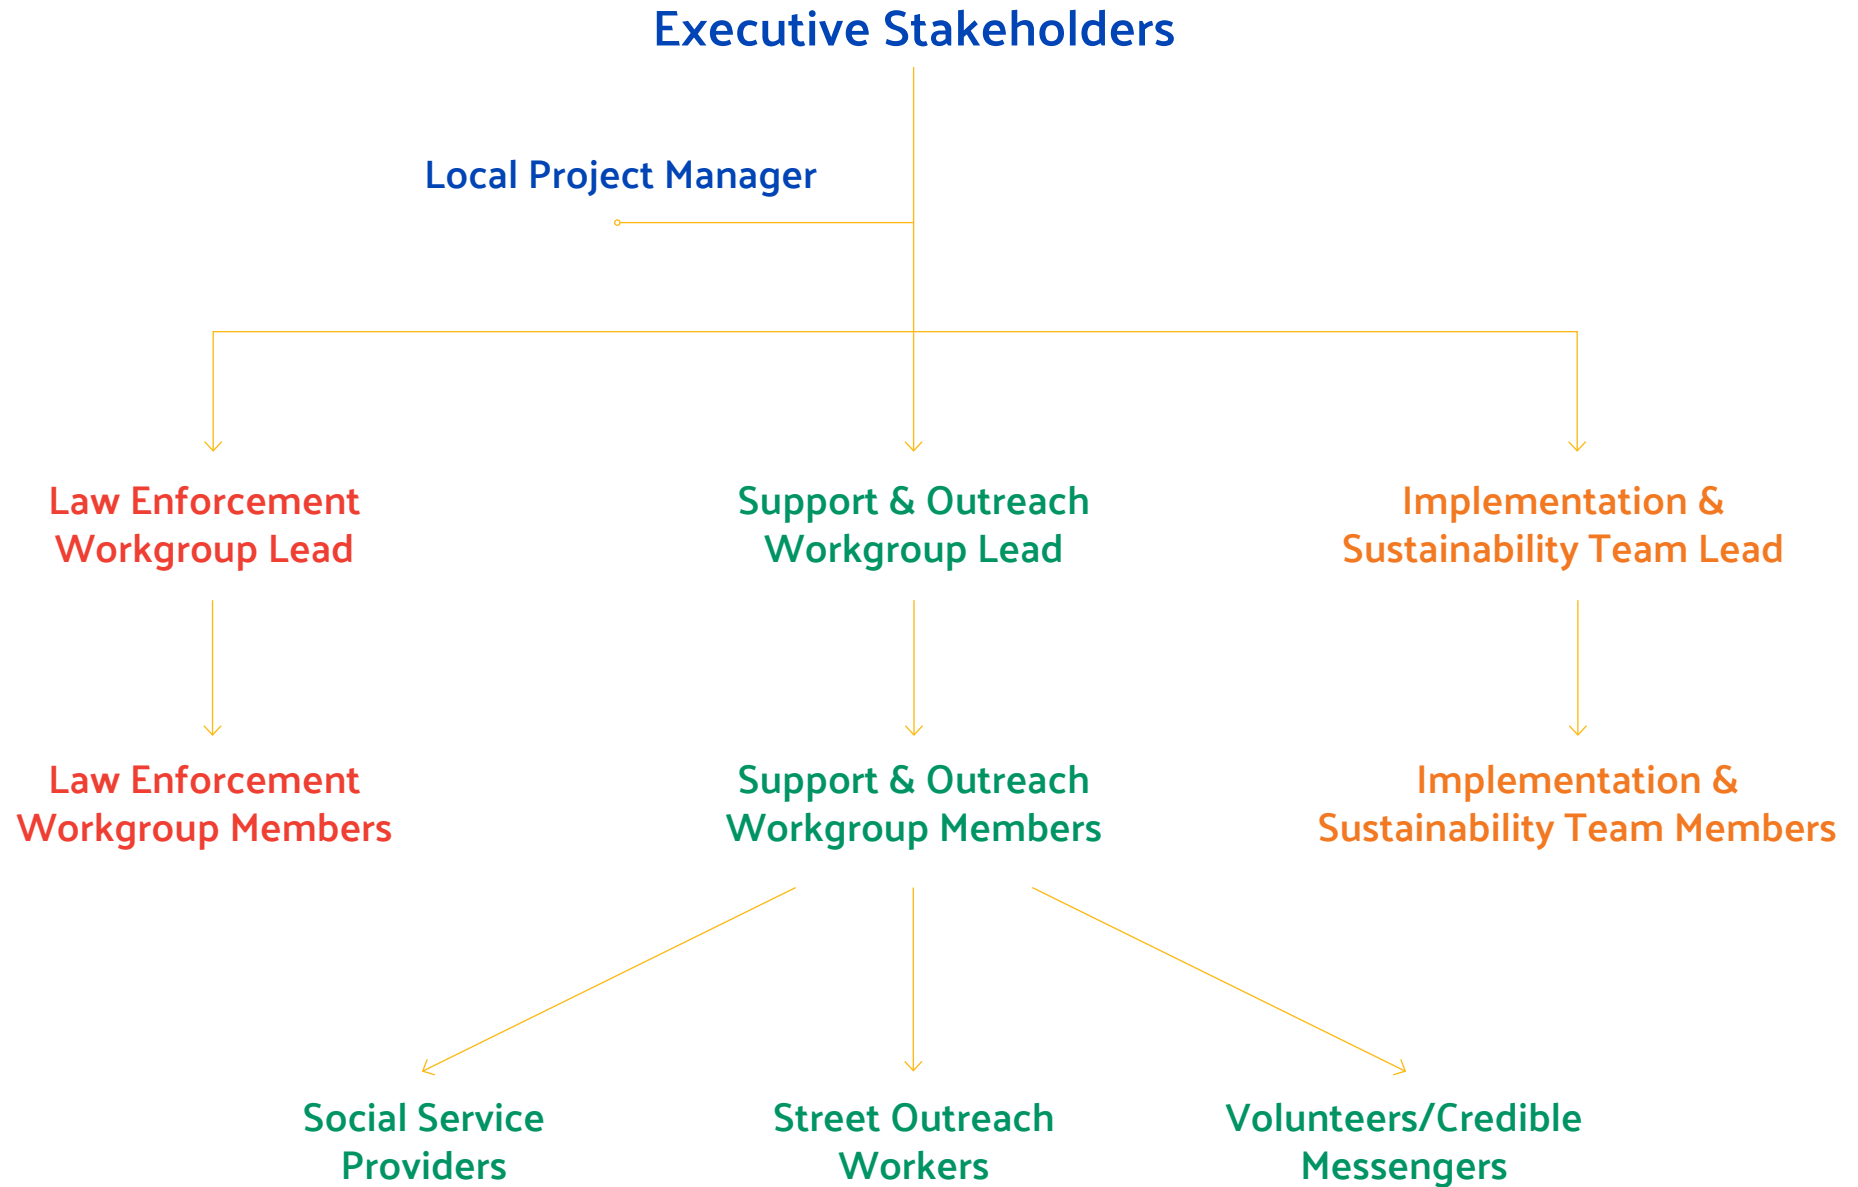 Executive Stakeholders
Local Project Manager
Law Enforcement
Workgroup Lead
Support & Outreach
Workgroup Lead
Implementation &
Sustainability Team Lead
Law Enforcement
Workgroup Members
Support & Outreach
Workgroup Members
Implementation &
Sustainability Team Members
Social Service
Providers
Street Outreach
Workers
Volunteers/Credible
Messengers